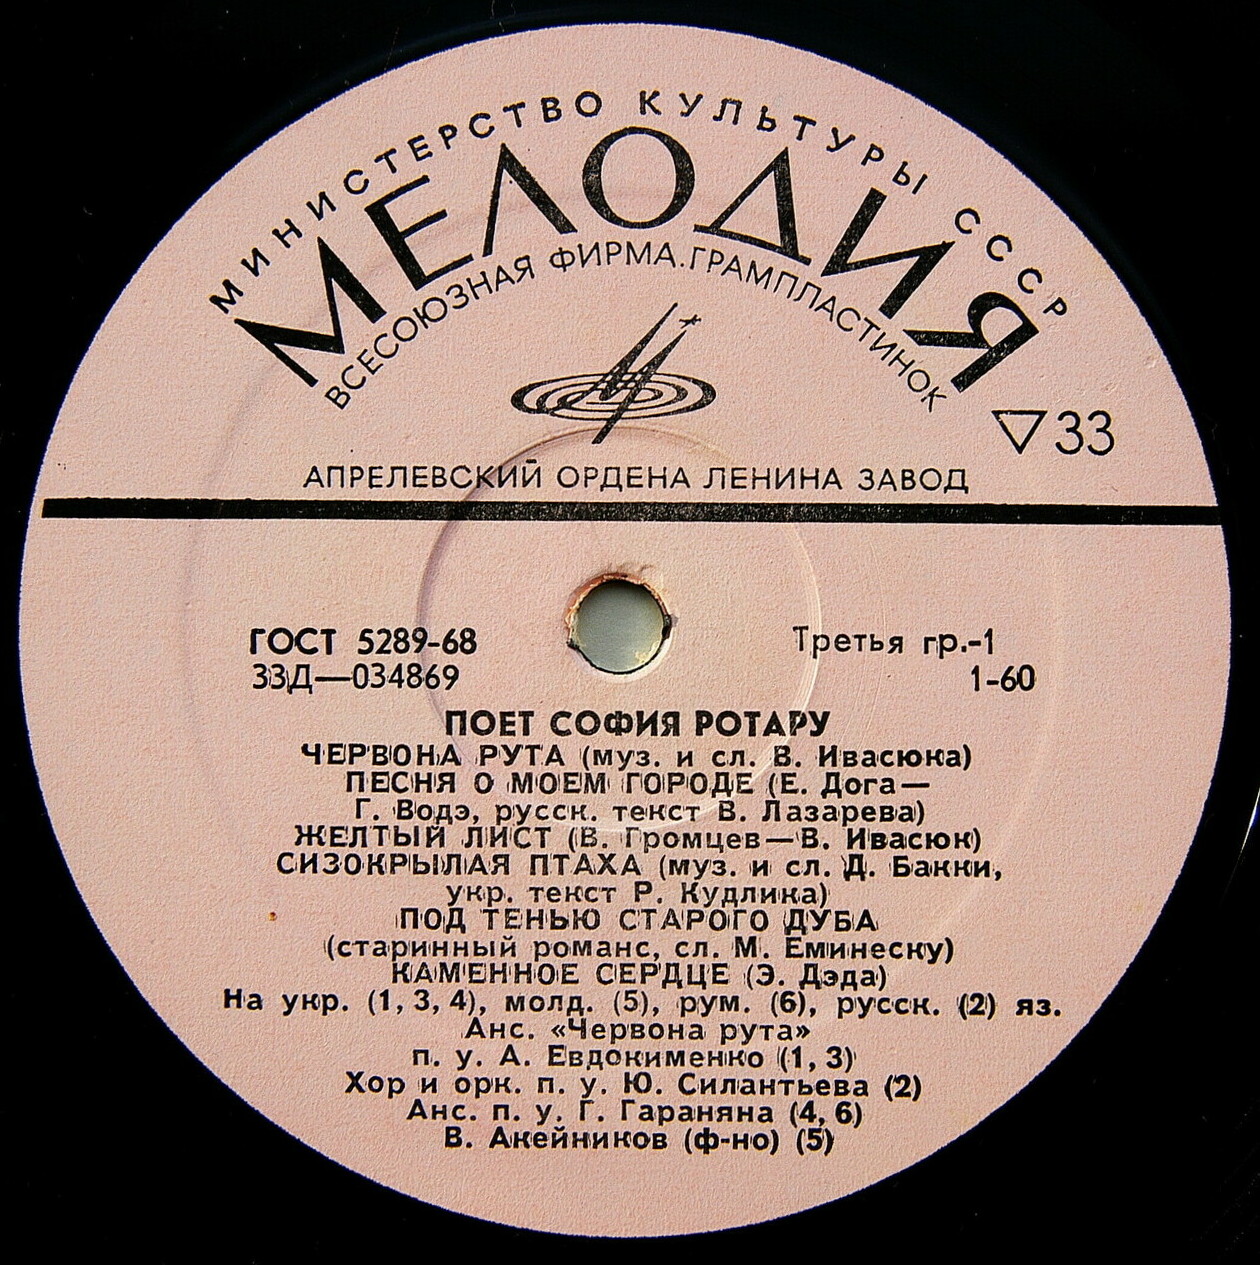 МИНИСТЕРСТВО КУЛЬТУРЫ СССР
МЕЛОДИЯ
ВСЕСОЮЗНАЯ ФИРМА ГРАМПЛАСТИНОК
33
АПРЕЛЕВСКИЙ ОРДЕНА ЛЕНИНА ЗАВОД
ГОСТ 5289-68 Третья гр.-1
33Д—034869 1-60
ПОЕТ СОФИЯ РОТАРУ
ЧЕРВОНА РУТА (муз. и сл. В. Ивасюка)
ПЕСНЯ О МОЕМ ГОРОДЕ (Е. Дога—
Г. Водэ, русск. текст В. Лазарева)
ЖЕЛТЫЙ ЛИСТ (В. Громцев—В. Ивасюк)
СИЗОКРЫЛАЯ ПТАХА (муз. и сл. Д. Бакки,
укр. текст Р. Кудлика)
ПОД ТЕНЬЮ СТАРОГО ДУБА
(старинный романс, сл. М. Еминеску)
КАМЕННОЕ СЕРДЦЕ (Э. Дэда)
На укр. (1, 3, 4), молд. (5), рум. (6), русск. (2) яз.
Анс. «Червона рута»
п. у. А. Евдокименко (1, 3)
Хор и орк. п. у. Ю. Силантьева (2)
Анс. п. у. Г. Гараняна (4, 6)
В. Акейников (ф-но) (5)